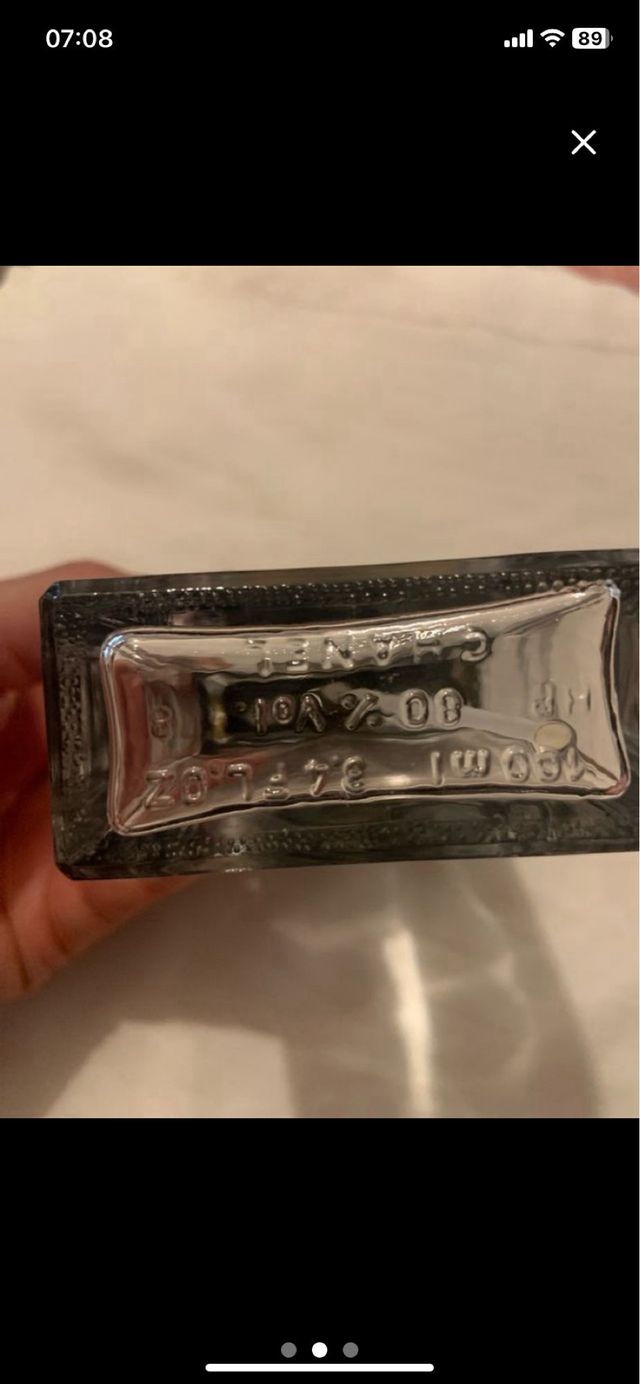 07:08
89
CHANEL
80 % Vol.
100 ml 3.4 FL.OZ